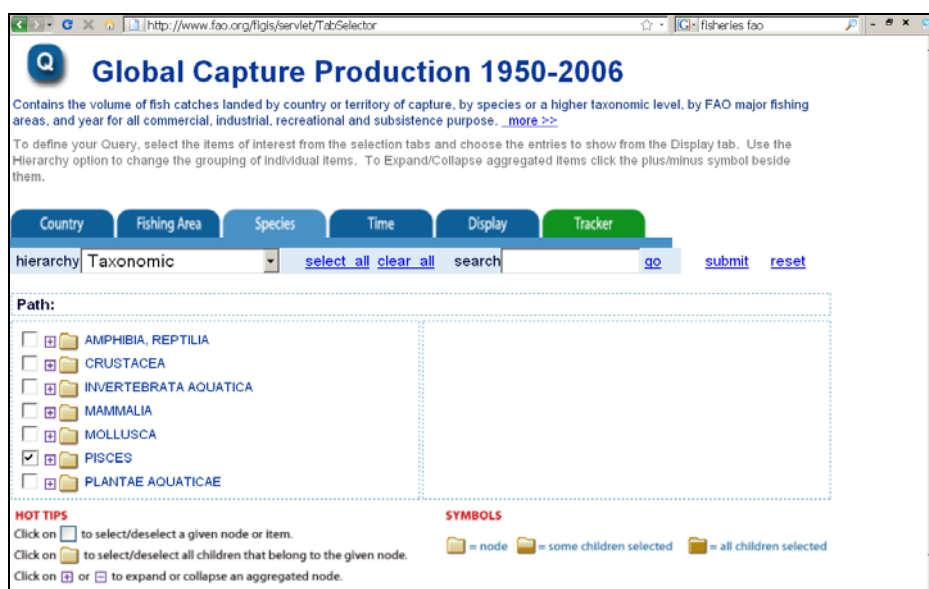 http://www.fao.org/figis/servlet/TabSelector
G fisheries fao
Q
Global Capture Production 1950-2006
Contains the volume of fish catches landed by country or territory of capture, by species or a higher taxonomic level, by FAO major fishing
areas, and year for all commercial, industrial, recreational and subsistence purpose. more >>
To define your Query, select the items of interest from the selection tabs and choose the entries to show from the Display tab. Use the
Hierarchy option to change the grouping of individual items. To Expand/Collapse aggregated items click the plus/minus symbol beside
them.
Country Fishing Area Species Time Display Tracker
hierarchy Taxonomic select all clear all search go submit reset
Path:
AMPHIBIA, REPTILIA
CRUSTACEA
INVERTEBRATA AQUATICA
MAMMALIA
MOLLUSCA
PISCES
PLANTAE AQUATICAE
HOT TIPS
Click on to select/deselect a given node or item.
Click on to select/deselect all children that belong to the given node.
Click on + or - to expand or collapse an aggregated node.
SYMBOLS
= node = some children selected = all children selected